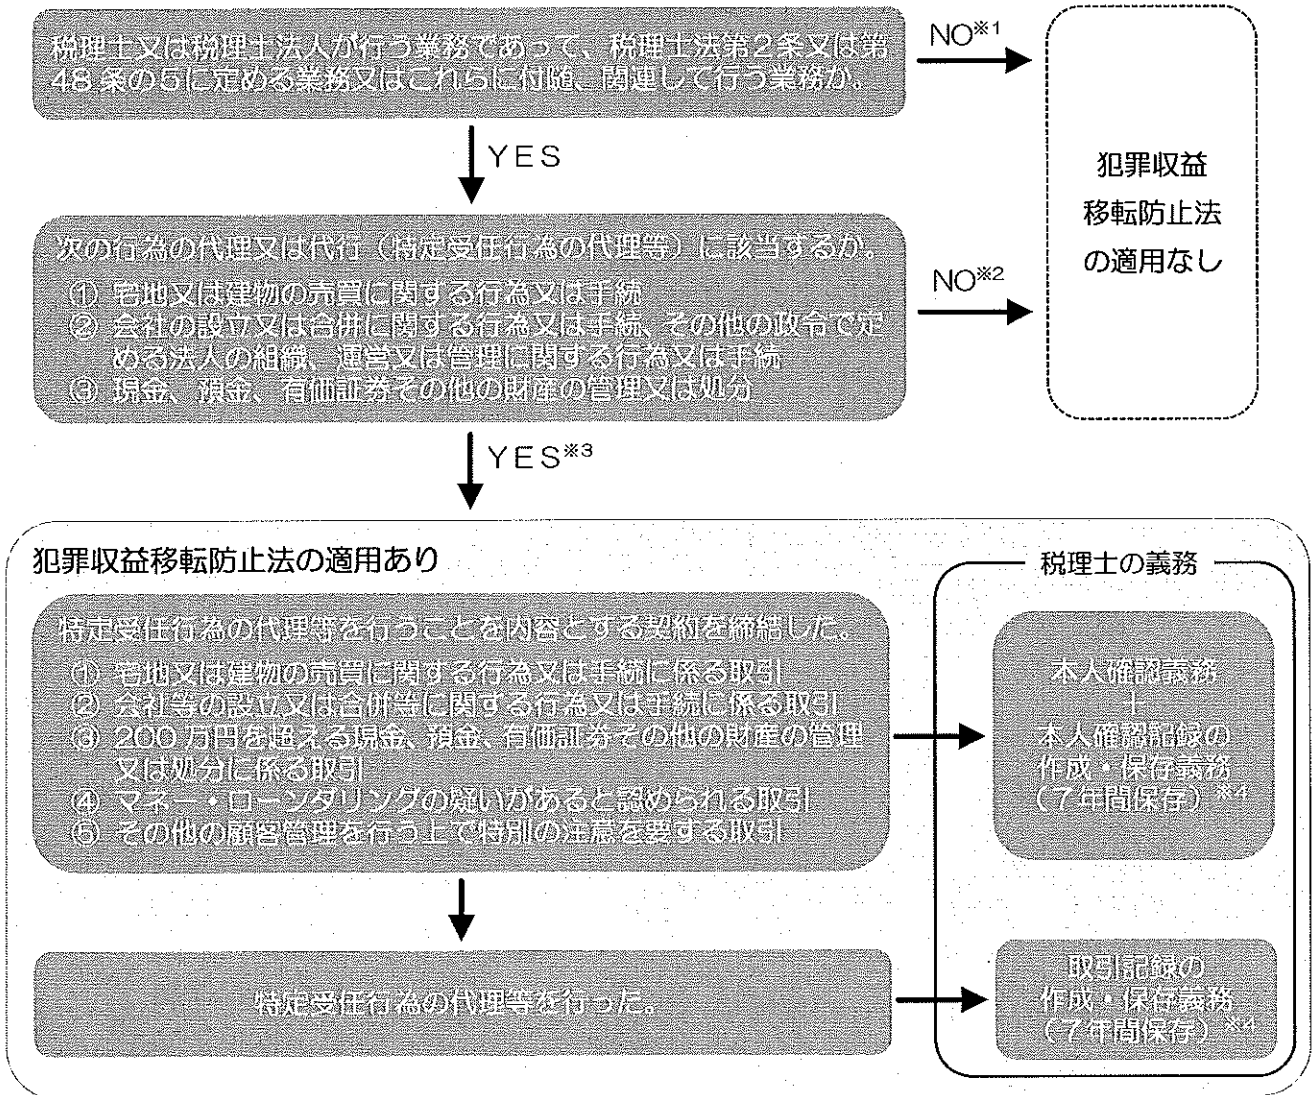 税理士又は税理士法人が行う業務であって、税理士法第2条又は第
48条の5に定める業務又はこれらに付随、関連して行う業務か。
NO※1
犯罪収益
移転防止法
の適用なし
YES
次の行為の代理又は代行（特定受任行為の代理等）に該当するか。
① 宅地又は建物の売買に関する行為又は手続
② 会社の設立又は合併に関する行為又は手続、その他の政令で定
める法人の組織、運営又は管理に関する行為又は手続
③ 現金、預金、有価証券その他の財産の管理又は処分
NO※2
YES※3
犯罪収益移転防止法の適用あり
税理士の義務
特定受任行為の代理等を行うことを内容とする契約を締結した。
① 宅地又は建物の売買に関する行為又は手続に係る取引
② 会社等の設立又は合併等に関する行為又は手続に係る取引
③ 200万円を超える現金、預金、有価証券その他の財産の管理
又は処分に係る取引
④ マネー・ローンダリングの疑いがあると認められる取引
⑤ その他の顧客管理を行う上で特別の注意を要する取引
本人確認義務
＋
本人確認記録の
作成・保存義務
（7年間保存）※4
特定受任行為の代理等を行った。
取引記録の
作成・保存義務
（7年間保存）※4